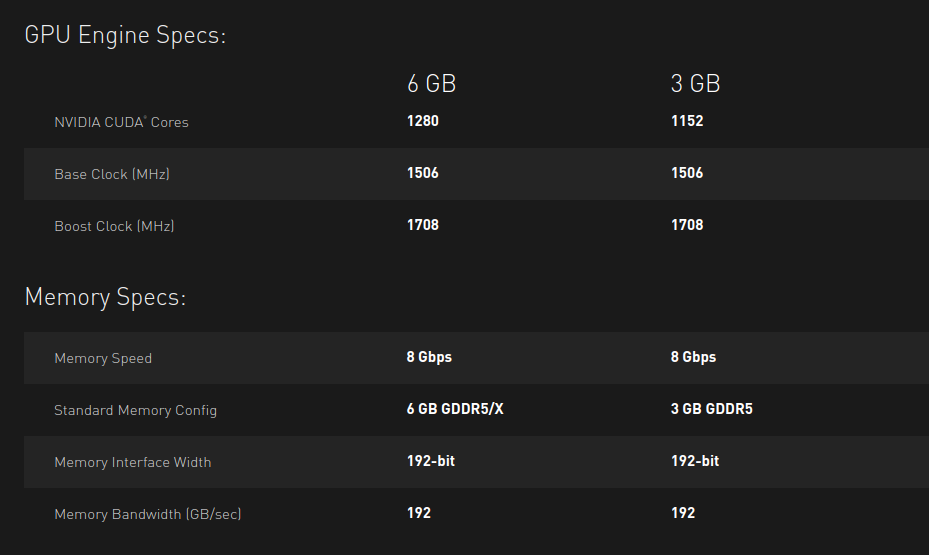 GPU Engine Specs:
6 GB 3 GB
NVIDIA CUDA® Cores 1280 1152
Base Clock (MHz) 1506 1506
Boost Clock (MHz) 1708 1708
Memory Specs:
Memory Speed 8 Gbps 8 Gbps
Standard Memory Config 6 GB GDDR5/X 3 GB GDDR5
Memory Interface Width 192-bit 192-bit
Memory Bandwidth (GB/sec) 192 192